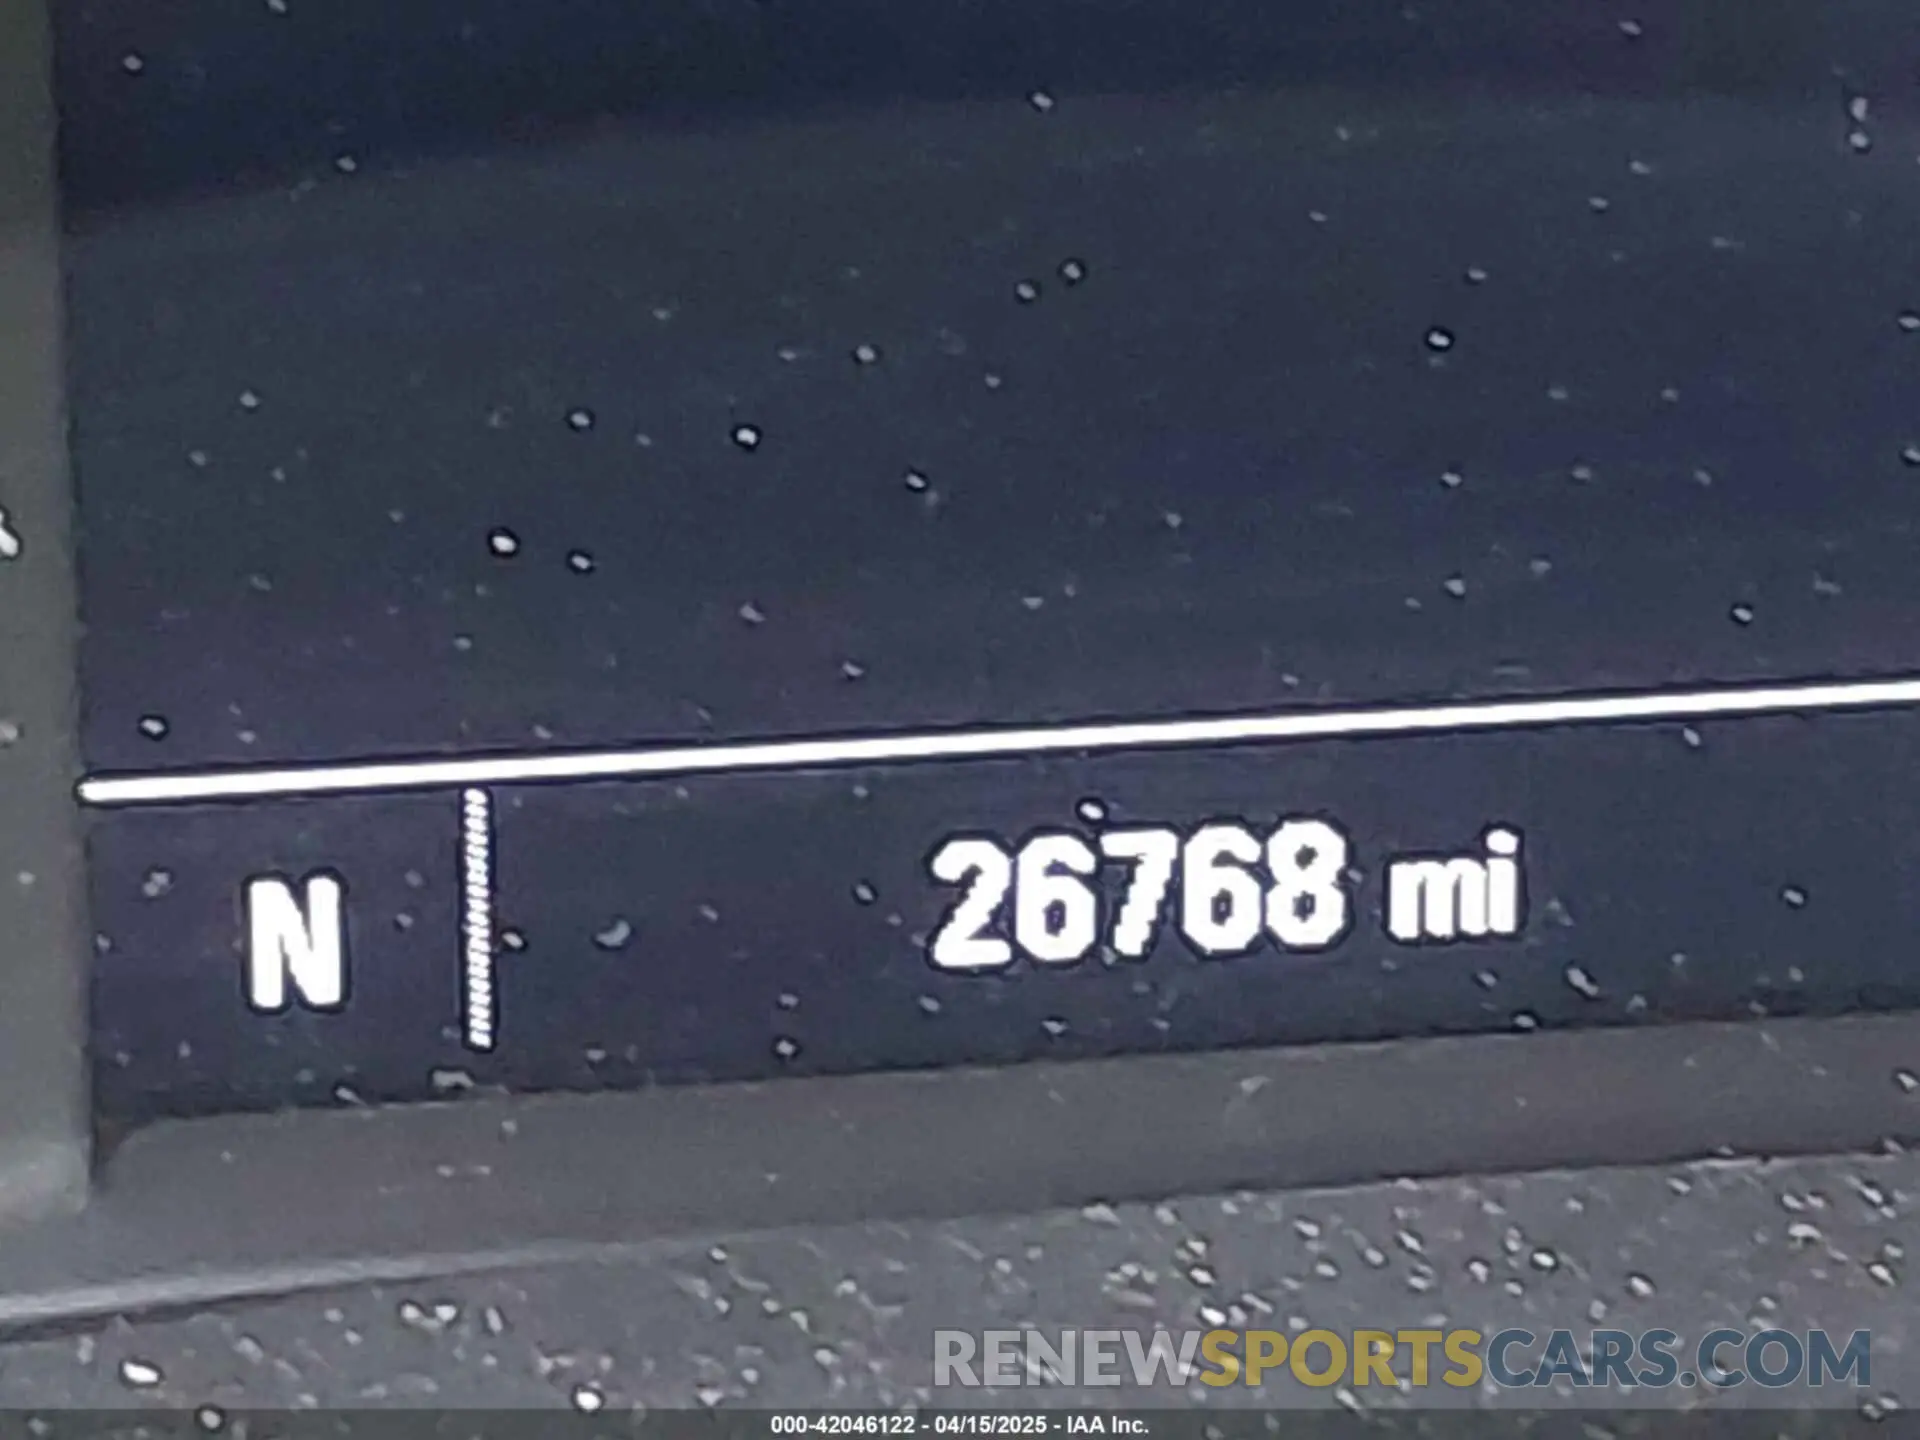 N 26768 mi
RENEWSPORTSCARS.COM
000-42046122 - 04/15/2025 - IAA Inc.